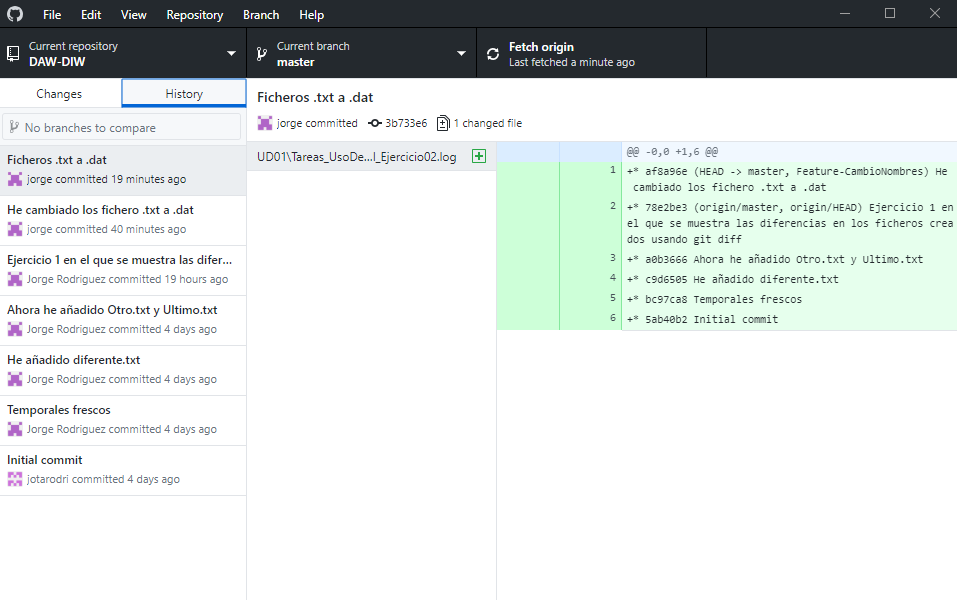 File Edit View Repository Branch Help
Current repository
DAW-DIW
Current branch
master
Fetch origin
Last fetched a minute ago
Changes
History
No branches to compare
Ficheros .txt a .dat
jorge committed 19 minutes ago
He cambiado los fichero .txt a .dat
jorge committed 40 minutes ago
Ejercicio 1 en el que se muestra las difer...
Jorge Rodriguez committed 19 hours ago
Ahora he añadido Otro.txt y Ultimo.txt
Jorge Rodriguez committed 4 days ago
He añadido diferente.txt
Jorge Rodriguez committed 4 days ago
Temporales frescos
Jorge Rodriguez committed 4 days ago
Initial commit
jotarodri committed 4 days ago
Ficheros .txt a .dat
jorge committed 3b733e6 1 changed file
UD01\Tareas_UsoDe...l_Ejercicio02.log
@@ -0,0 +1,6 @@
1 +* af8a96e (HEAD -> master, Feature-CambioNombres) He
cambiado los fichero .txt a .dat
2 +* 78e2be3 (origin/master, origin/HEAD) Ejercicio 1 en
el que se muestra las diferencias en los ficheros crea
dos usando git diff
3 +* a0b3666 Ahora he añadido Otro.txt y Ultimo.txt
4 +* c9d6505 He añadido diferente.txt
5 +* bc97ca8 Temporales frescos
6 +* 5ab40b2 Initial commit